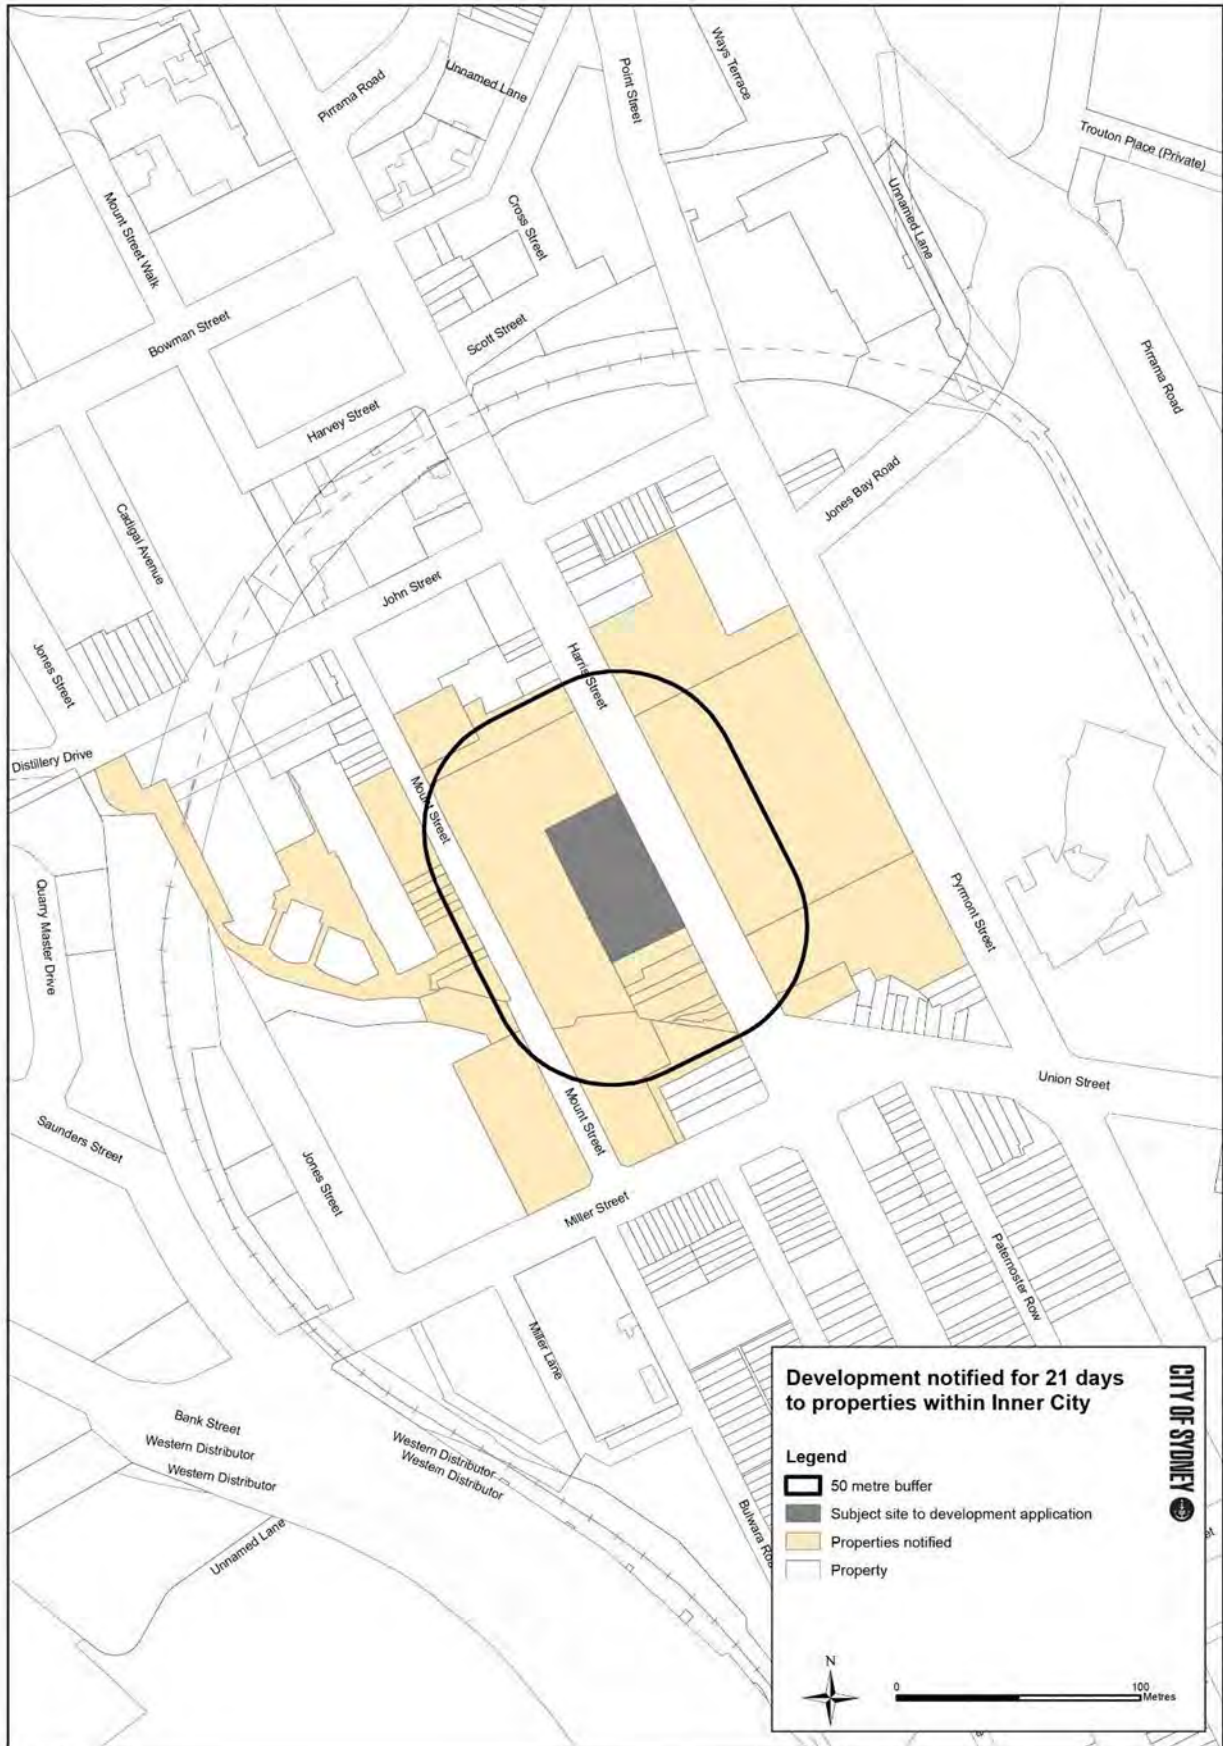 Pirrama Road
Unnamed Lane
Point Street
Ways Terrace
Trouton Place (Private)
Mount Street Walk
Cross Street
Unnamed Lane
Bowman Street
Scott Street
Pirrama Road
Harvey Street
Jones Bay Road
Cadigal Avenue
John Street
Jones Street
Harris Street
Distillery Drive
Mount Street
Quarry Master Drive
Pyrmont Street
Union Street
Saunders Street
Mount Street
Jones Street
Miller Street
Paternoster Row
Miller Lane
Bank Street
Western Distributor
Western Distributor
Western Distributor
Western Distributor
Unnamed Lane
Bulwara
Development notified for 21 days
to properties within Inner City
CITY OF SYDNEY
Legend
50 metre buffer
Subject site to development application
Properties notified
Property
N
0
100
Metres
et